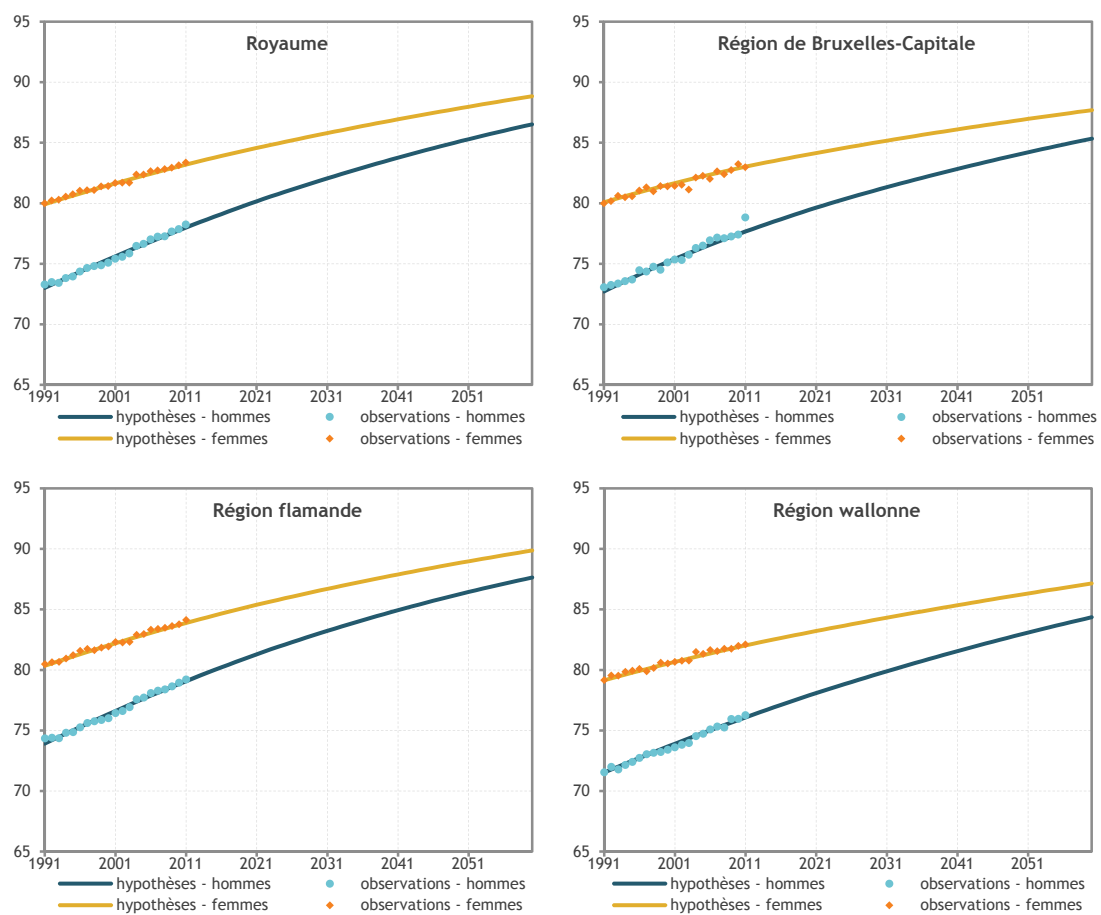 Royaume
95
90
85
80
75
70
65
1991 2001 2011 2021 2031 2041 2051
hypothèses - hommes observations - hommes
hypothèses - femmes observations - femmes
Région de Bruxelles-Capitale
95
90
85
80
75
70
65
1991 2001 2011 2021 2031 2041 2051
hypothèses - hommes observations - hommes
hypothèses - femmes observations - femmes
Région flamande
95
90
85
80
75
70
65
1991 2001 2011 2021 2031 2041 2051
hypothèses - hommes observations - hommes
hypothèses - femmes observations - femmes
Région wallonne
95
90
85
80
75
70
65
1991 2001 2011 2021 2031 2041 2051
hypothèses - hommes observations - hommes
hypothèses - femmes observations - femmes